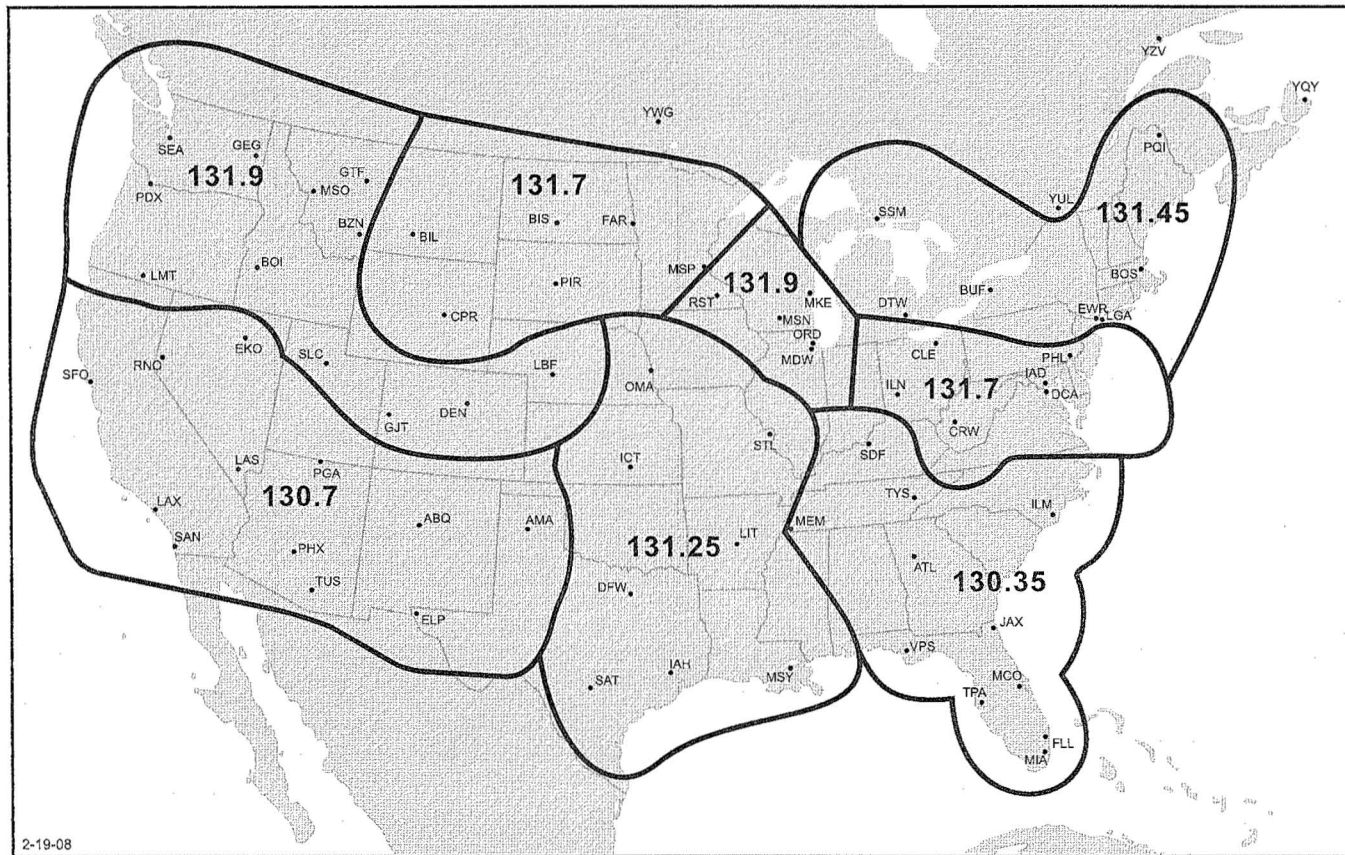 YZV
YQY
YWG
PQI
SEA
GEG
131.9
GTF
MSO
PDX
131.7
YUL
131.45
SSM
BIS
FAR
BZN
BIL
BOI
LMT
MSP
BOS
PIR
131.9
RST
MKE
BUF
DTW
EWR
LGA
CPR
MSN
ORD
MDW
EKO
RNO
SLC
CLE
PHL
SFO
LBF
OMA
ILN
131.7
IAD
DCA
DEN
GJT
CRW
STL
SDF
ICT
LAS
PGA
130.7
TYS
LAX
ABQ
AMA
MEM
ILM
SAN
PHX
131.25
LIT
ATL
130.35
TUS
DFW
ELP
JAX
VPS
SAT
IAH
MSY
MCO
TPA
FLL
MIA
2-19-08